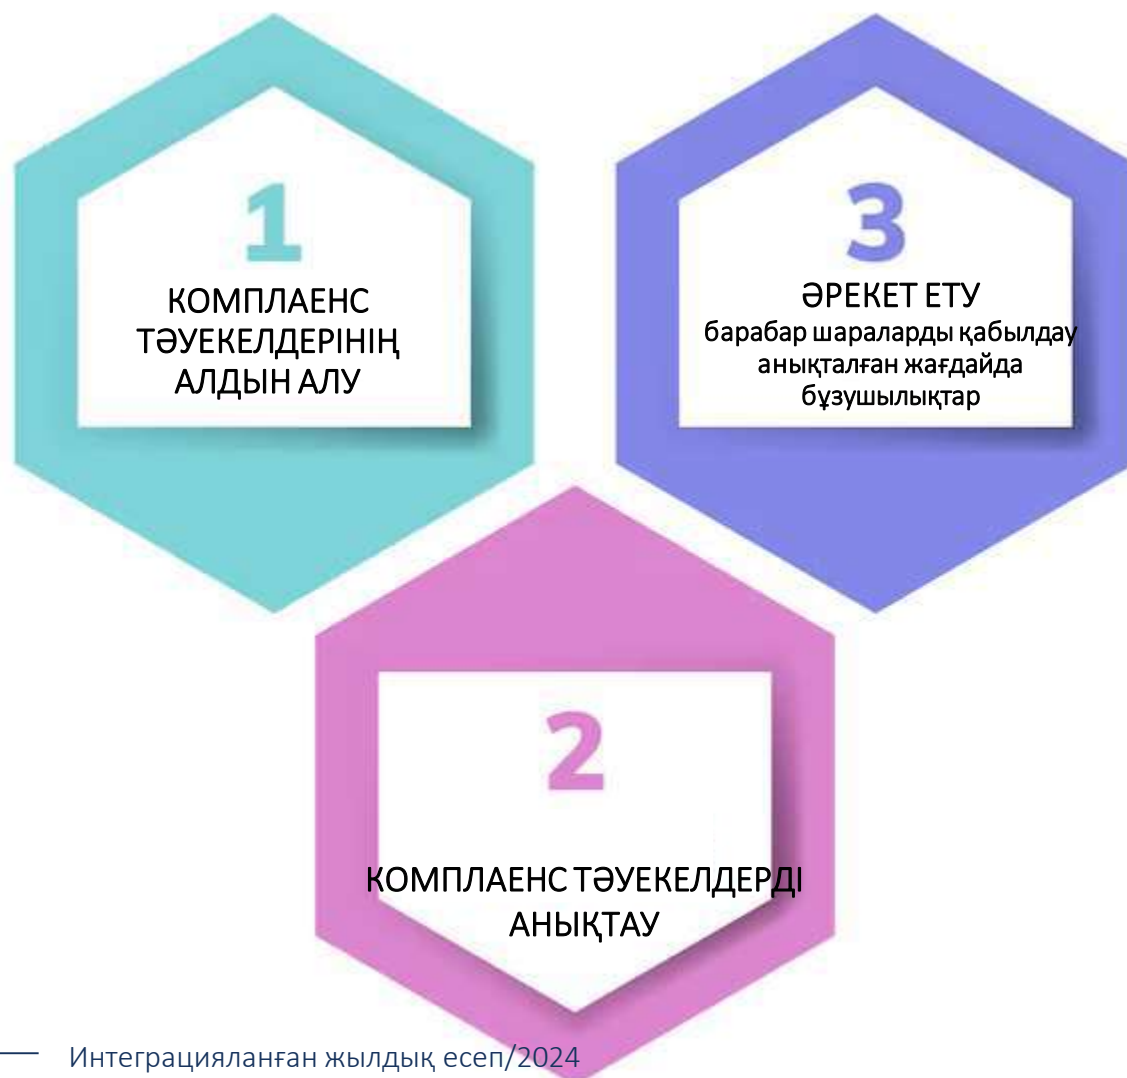 1
КОМПЛАЕНС
ТӘУЕКЕЛДЕРІНІҢ
АЛДЫН АЛУ
3
ӘРЕКЕТ ЕТУ
барабар шараларды қабылдау
анықталған жағдайда
бұзушылықтар
2
КОМПЛАЕНС ТӘУЕКЕЛДЕРДІ
АНЫҚТАУ
Интеграцияланған жылдық есеп/2024